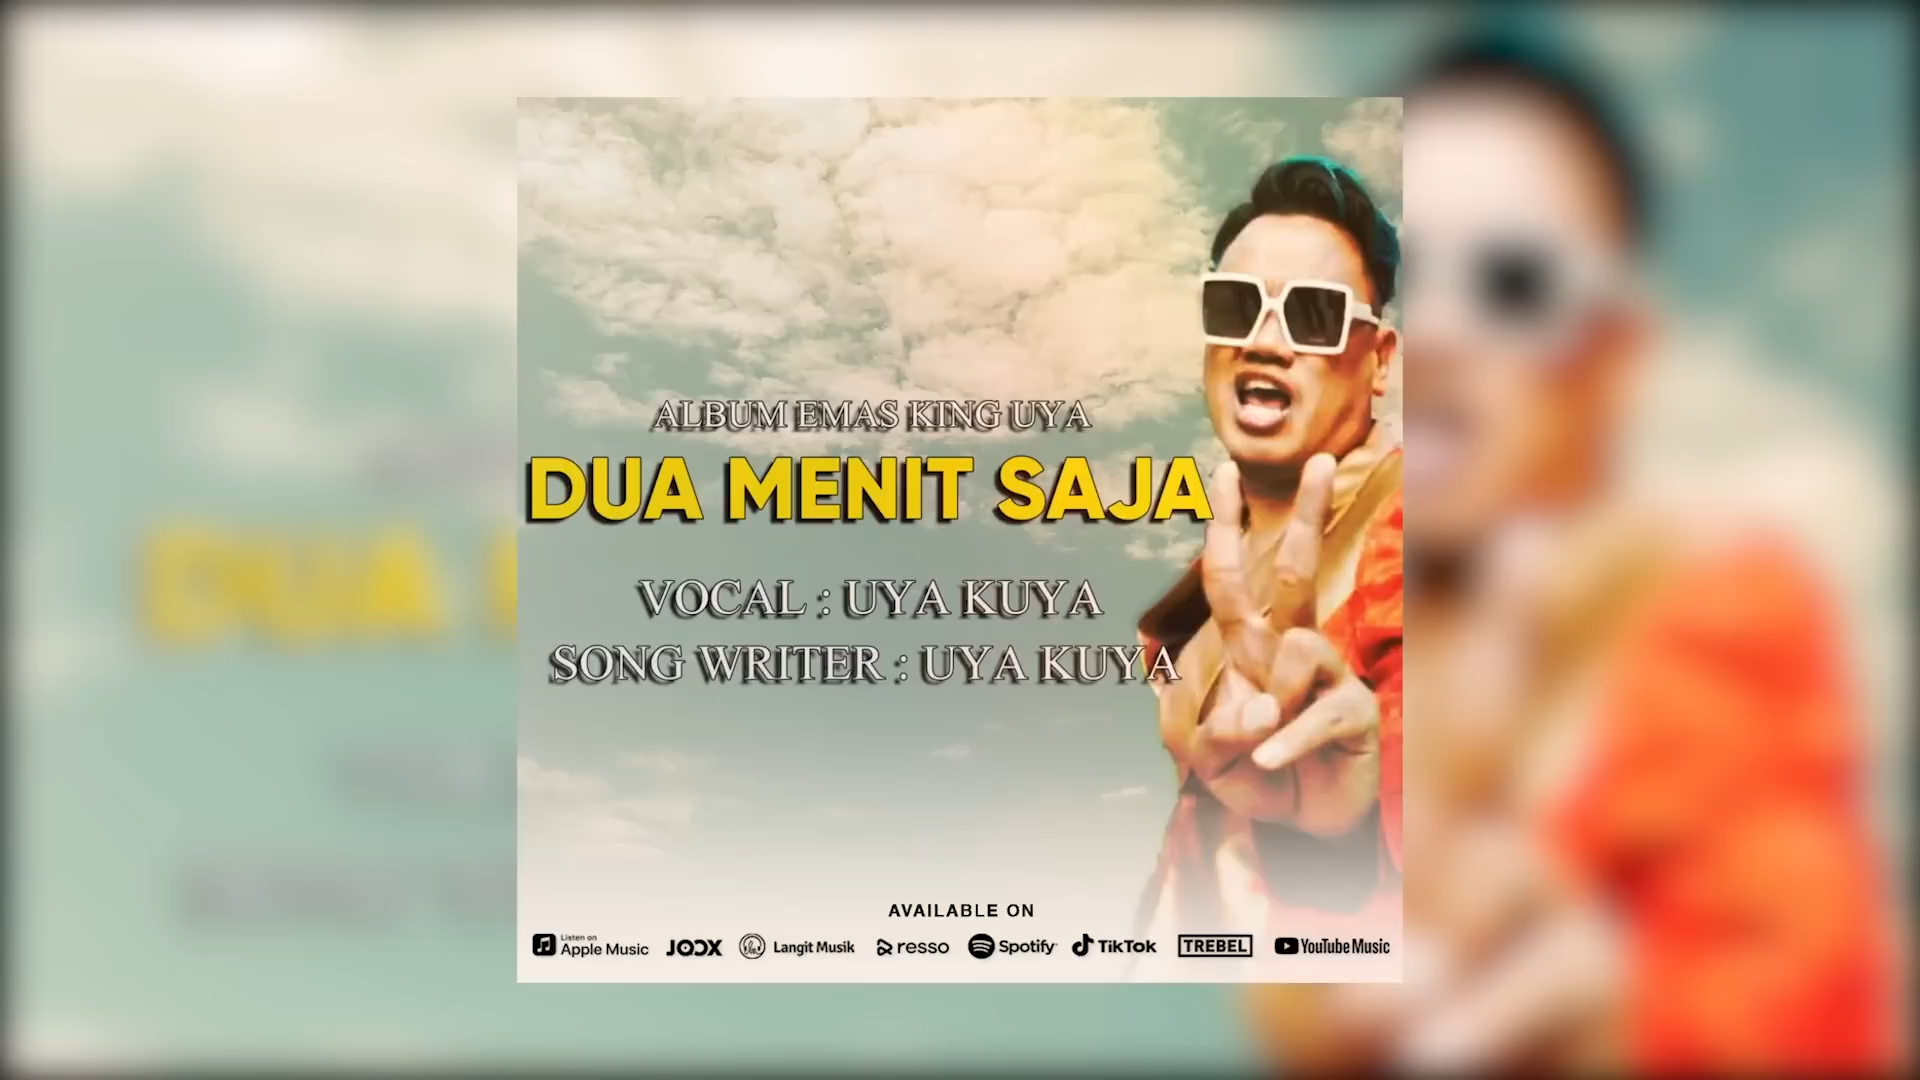 ALBUM EMAS KING UYA
DUA MENIT SAJA
VOCAL : UYA KUYA
SONG WRITER : UYA KUYA
AVAILABLE ON
Listen on
Apple Music JOOX Langit Musik resso Spotify TikTok TREBEL YouTube Music
DUA